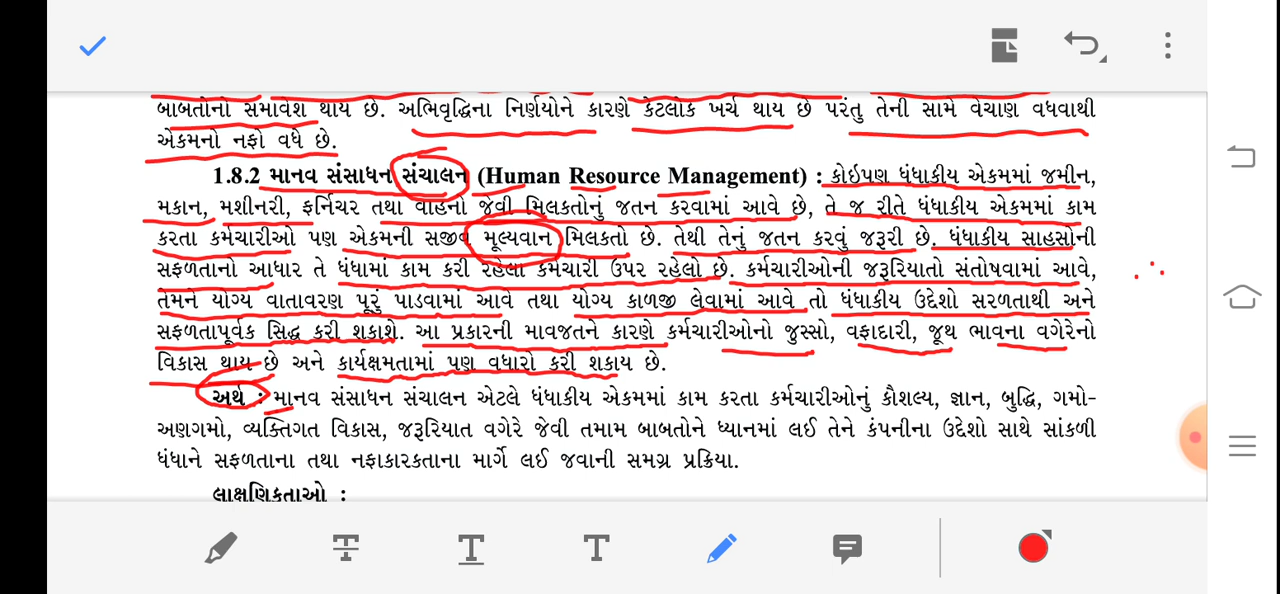 બાબતોનો સમાવેશ થાય છે. અભિવૃદ્ધિના નિર્ણયોને કારણે કેટલોક ખર્ચ થાય છે પરંતુ તેની સામે વેચાણ વધવાથી
એકમનો નફો વધે છે.
1.8.2 માનવ સંસાધન સંચાલન (Human Resource Management) : કોઈપણ ધંધાકીય એકમમાં જમીન,
મકાન, મશીનરી, ફર્નિચર તથા વાહનો જેવી મિલકતોનું જતન કરવામાં આવે છે, તે જ રીતે ધંધાકીય એકમમાં કામ
કરતા કર્મચારીઓ પણ એકમની સજીવ મૂલ્યવાન મિલકતો છે. તેથી તેનું જતન કરવું જરૂરી છે. ધંધાકીય સાહસોની
સફળતાનો આધાર તે ધંધામાં કામ કરી રહેલા કર્મચારી ઉપર રહેલો છે. કર્મચારીઓની જરૂરિયાતો સંતોષવામાં આવે,
તેમને યોગ્ય વાતાવરણ પૂરું પાડવામાં આવે તથા યોગ્ય કાળજી લેવામાં આવે તો ધંધાકીય ઉદ્દેશો સરળતાથી અને
સફળતાપૂર્વક સિદ્ધ કરી શકાશે. આ પ્રકારની માવજતને કારણે કર્મચારીઓનો જુસ્સો, વફાદારી, જૂથ ભાવના વગેરેનો
વિકાસ થાય છે અને કાર્યક્ષમતામાં પણ વધારો કરી શકાય છે.
અર્થ : માનવ સંસાધન સંચાલન એટલે ધંધાકીય એકમમાં કામ કરતા કર્મચારીઓનું કૌશલ્ય, જ્ઞાન, બુદ્ધિ, ગમો-
અણગમો, વ્યક્તિગત વિકાસ, જરૂરિયાત વગેરે જેવી તમામ બાબતોને ધ્યાનમાં લઈ તેને કંપનીના ઉદ્દેશો સાથે સાંકળી
ધંધાને સફળતાના તથા નફાકારકતાના માર્ગે લઈ જવાની સમગ્ર પ્રક્રિયા.
લાક્ષણિકતાઓ :